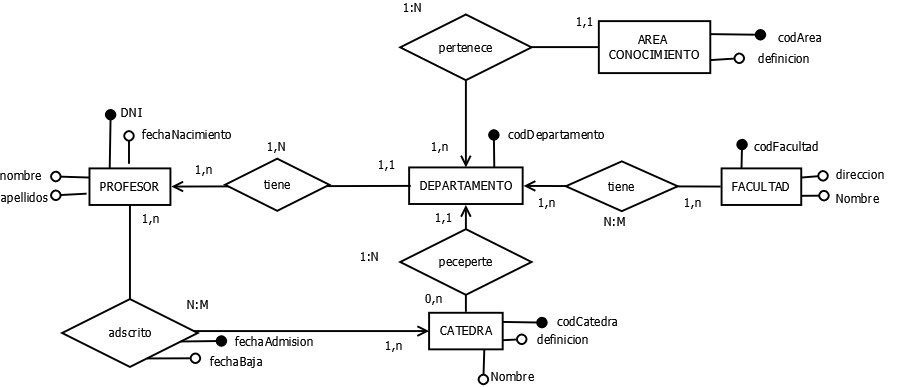 1:N
1,1
pertenece
AREA
CONOCIMIENTO
codArea
definicion
DNI
fechaNacimiento
1,n
codDepartamento
codFacultad
nombre
apellidos
PROFESOR
1,n
1,N
tiene
1,1
DEPARTAMENTO
1,n
tiene
N:M
1,n
FACULTAD
direccion
Nombre
1,n
1,1
1:N
peceperte
0,n
N:M
adscrito
fechaAdmision
fechaBaja
1,n
CATEDRA
codCatedra
definicion
Nombre